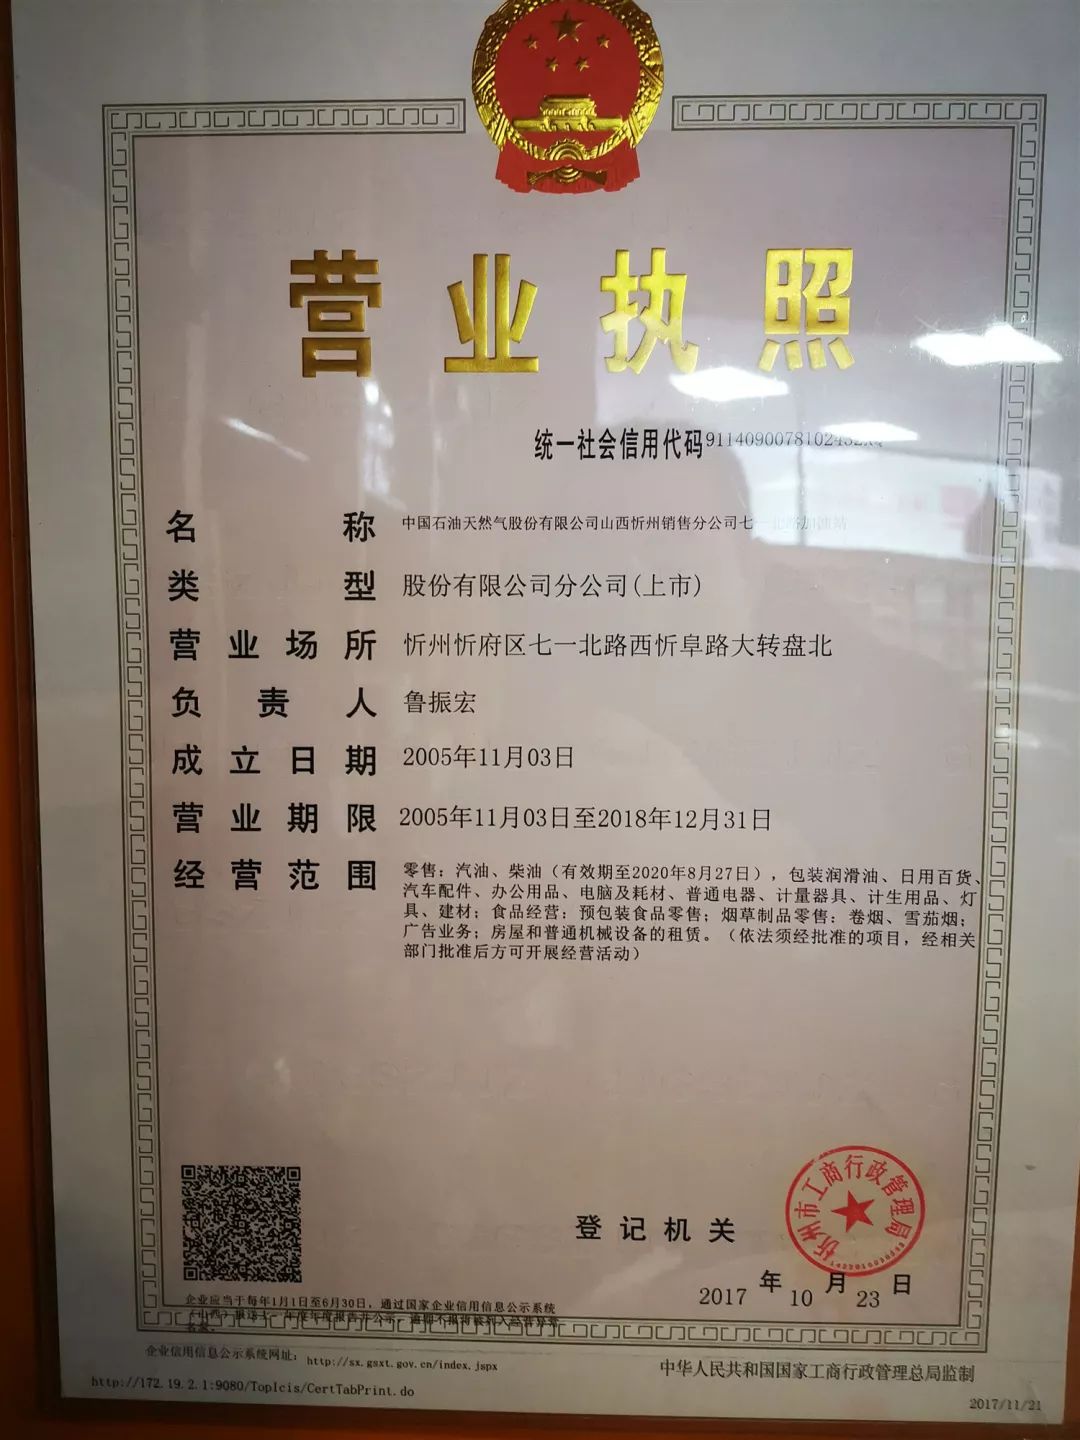 营业执照
统一社会信用代码
名称 中国石油天然气股份有限公司山西忻州销售分公司七一北路加油站
类型 股份有限公司分公司(上市)
营业场所 忻州忻府区七一北路西忻阜路大转盘北
负责人 鲁振宏
成立日期 2005年11月03日
营业期限 2005年11月03日至2018年12月31日
经营范围 零售：汽油、柴油（有效期至2020年8月27日），包装润滑油、日用百货、
汽车配件、办公用品、电脑及耗材、普通电器、计量器具、计生用品、灯
具、建材；食品经营：预包装食品零售；烟草制品零售：卷烟、雪茄烟；
广告业务；房屋和普通机械设备的租赁。（依法须经批准的项目，经相关
部门批准后方可开展经营活动）
忻州市工商行政管理局
登记机关
2017年10月23日
企业应当于每年1月1日至6月30日，通过国家企业信用信息公示系统
企业信用信息公示系统网址：http://sx.gsxt.gov.cn/index.jspx
中华人民共和国国家工商行政管理总局监制
http://172.19.2.1:9080/TopIcis/CertTabPrint.do
2017/11/21